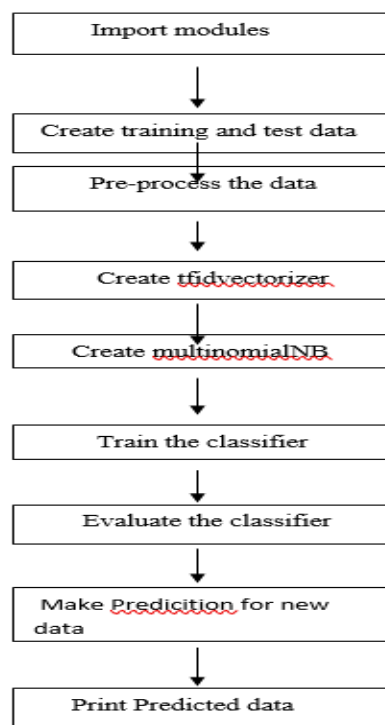 Import modules
Create training and test data
Pre-process the data
Create tfidvectorizer
Create multinomialNB
Train the classifier
Evaluate the classifier
Make Predicition for new
data
Print Predicted data